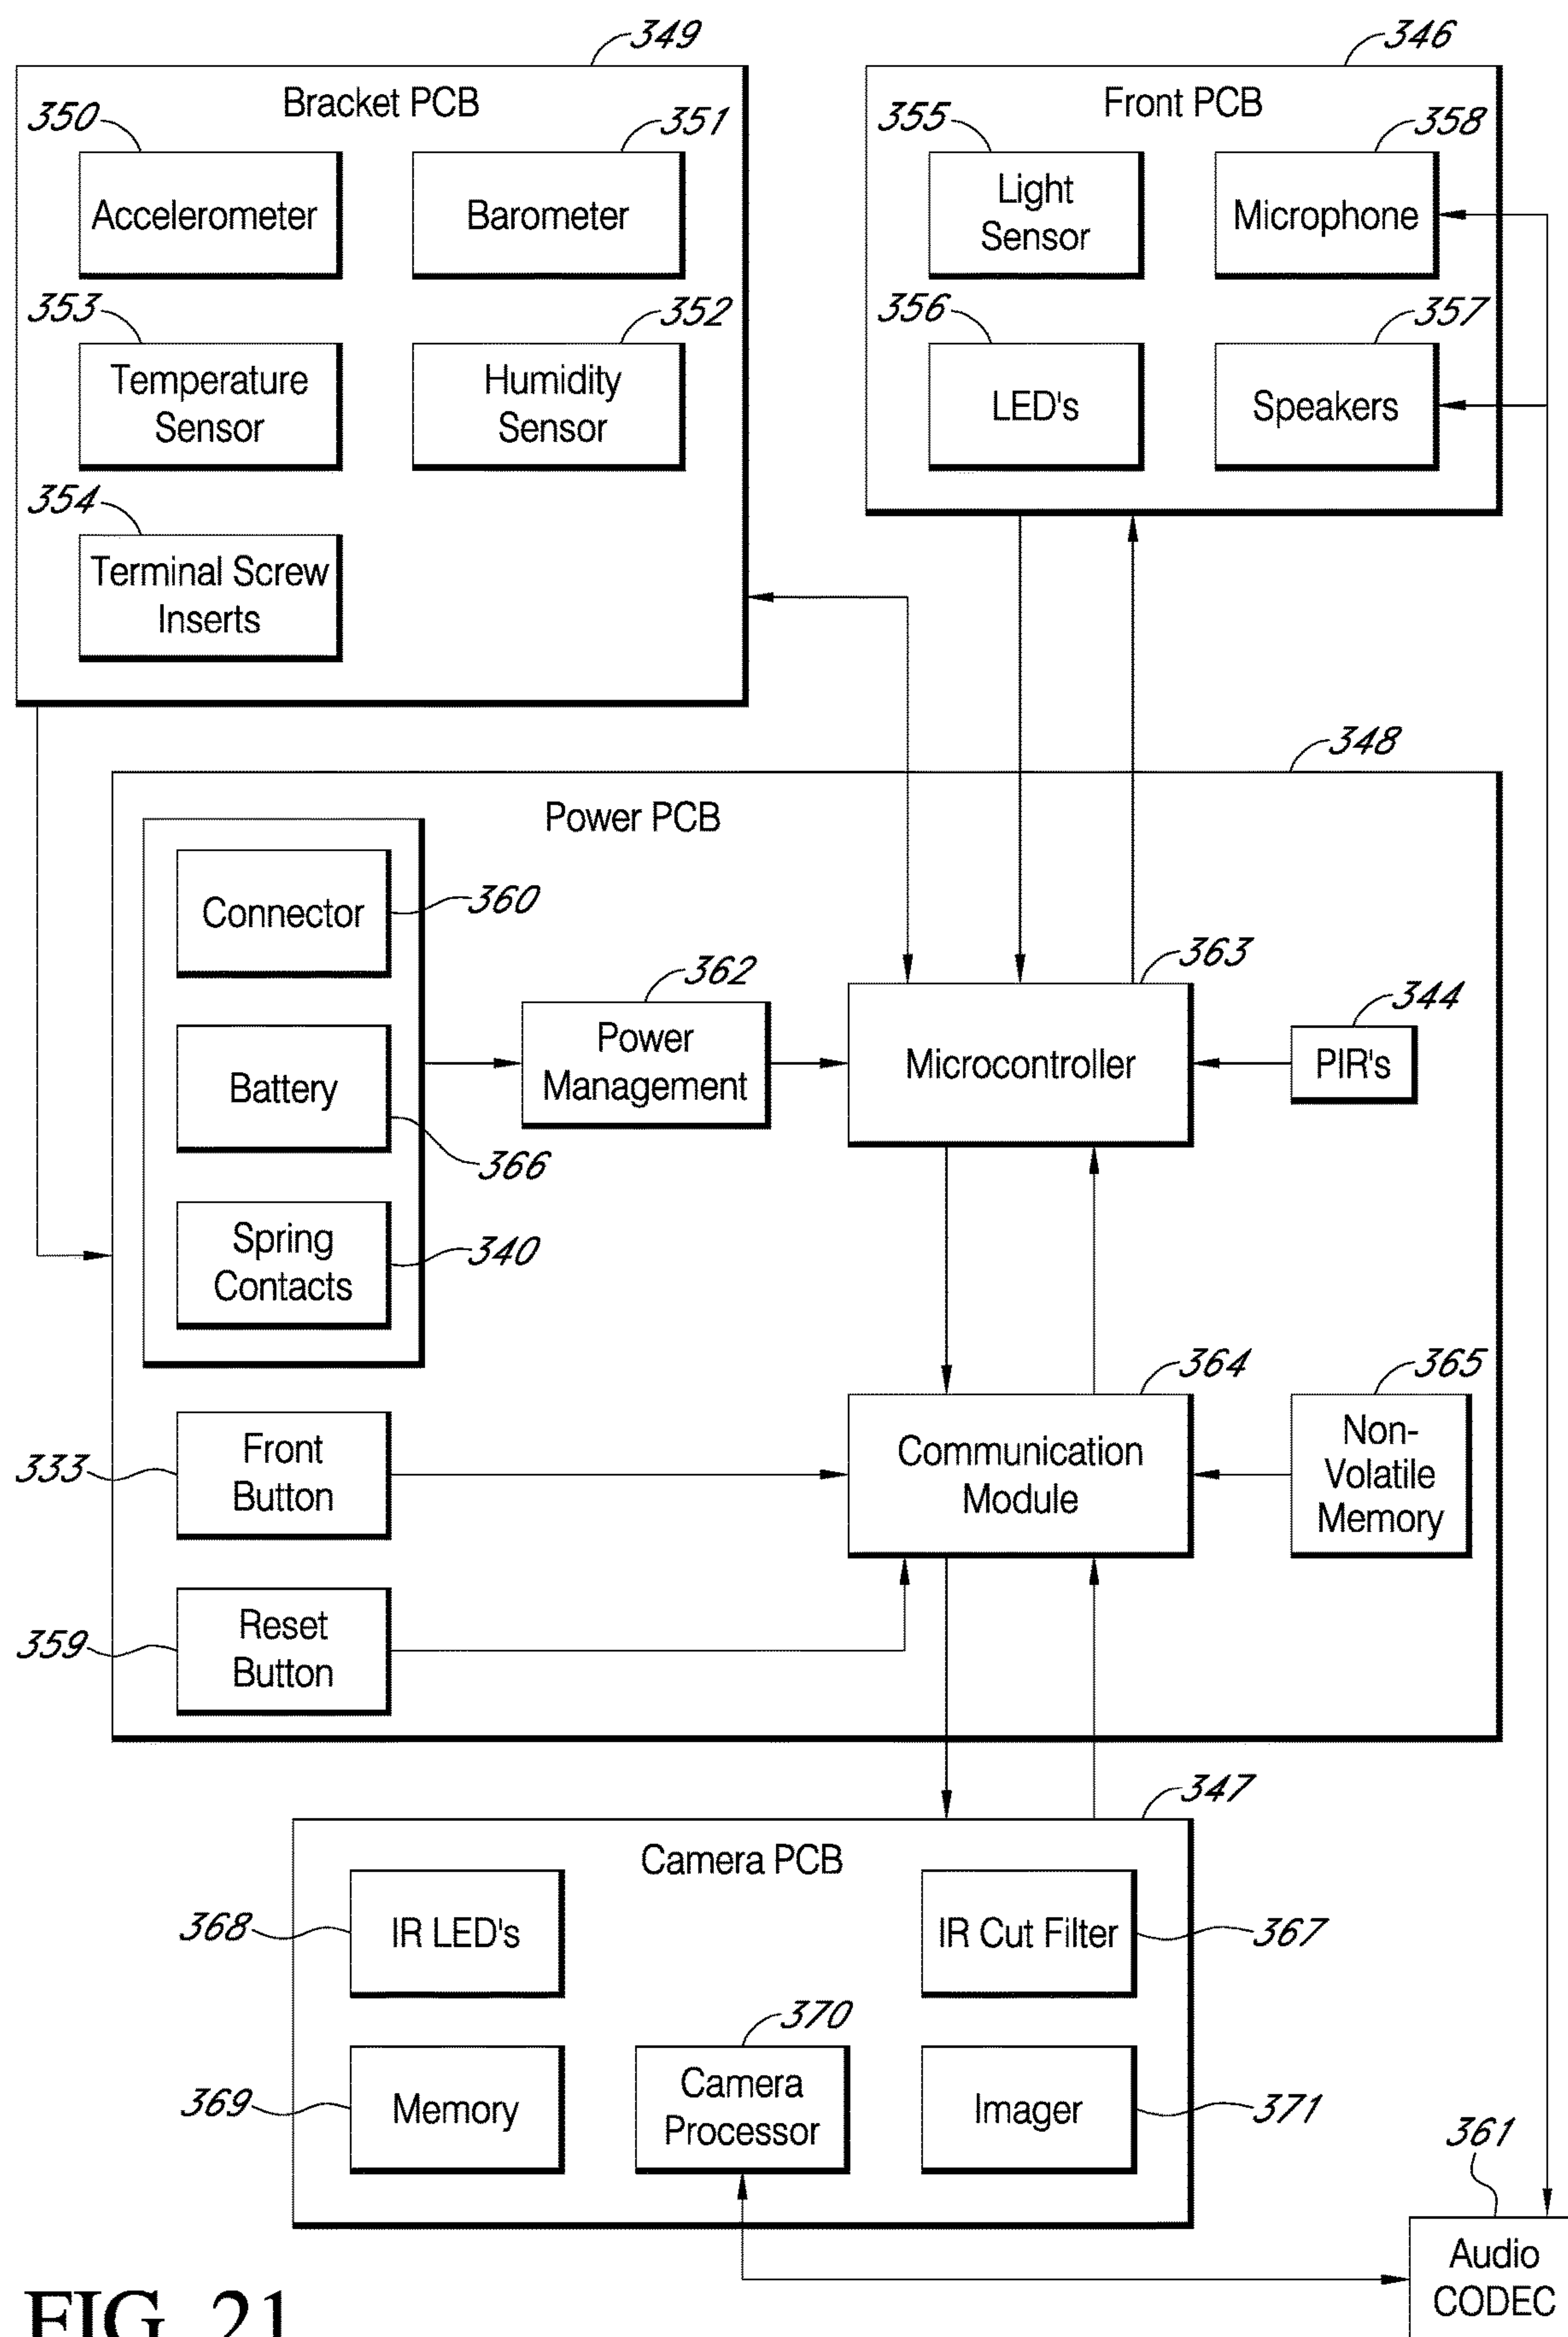 349
Bracket PCB
350
Accelerometer
351
Barometer
353
Temperature
Sensor
352
Humidity
Sensor
354
Terminal Screw
Inserts
346
Front PCB
355
Light
Sensor
358
Microphone
356
LED's
357
Speakers
348
Power PCB
Connector
360
Battery
366
Spring
Contacts
340
362
Power
Management
363
Microcontroller
344
PIR's
333
Front
Button
364
Communication
Module
365
Non-
Volatile
Memory
359
Reset
Button
347
Camera PCB
368
IR LED's
IR Cut Filter
367
369
Memory
370
Camera
Processor
Imager
371
361
Audio
CODEC
FIG. 21